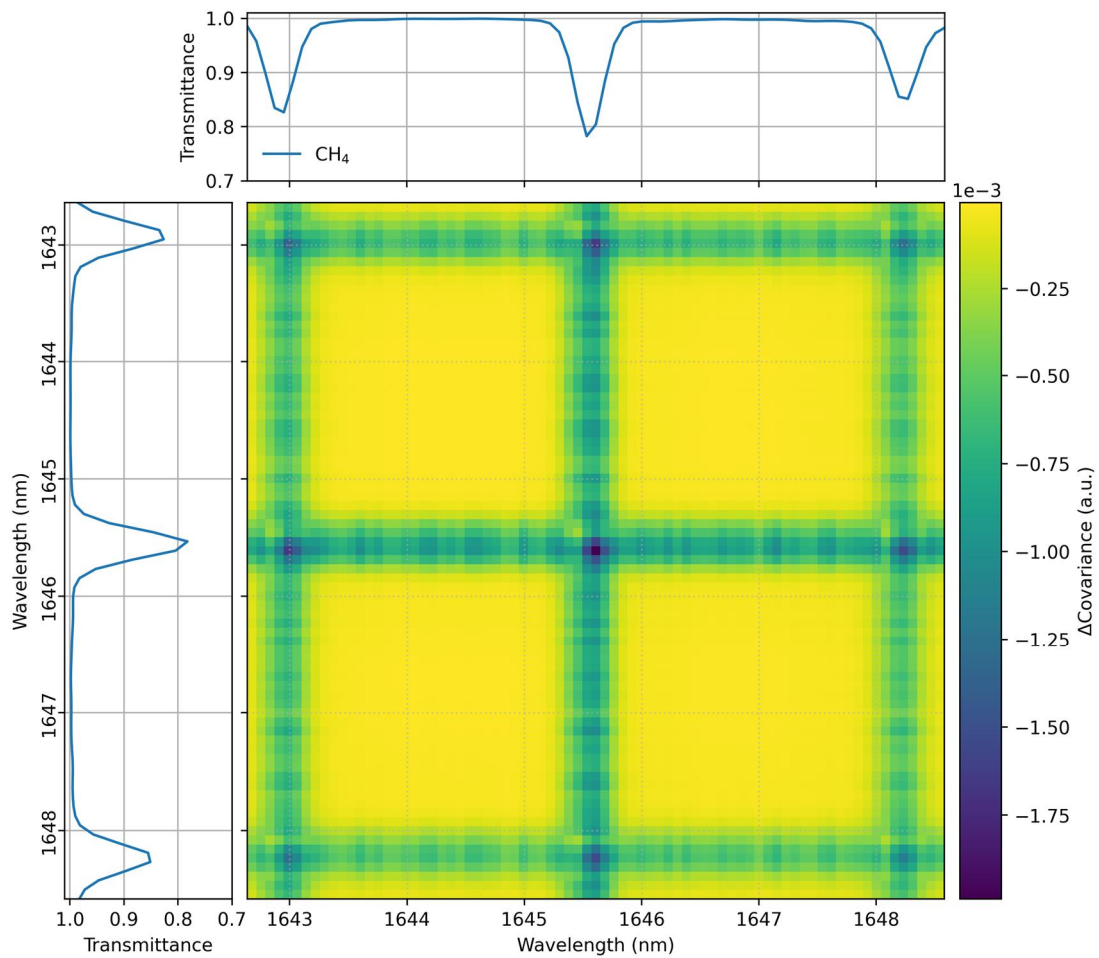 1.0
0.9
0.8
0.7
Transmittance
CH₄
1e−3
1643
1644
1645
1646
1647
1648
Wavelength (nm)
−0.25
−0.50
−0.75
−1.00
−1.25
−1.50
−1.75
ΔCovariance (a.u.)
1.0 0.9 0.8 0.7
Transmittance
1643 1644 1645 1646 1647 1648
Wavelength (nm)